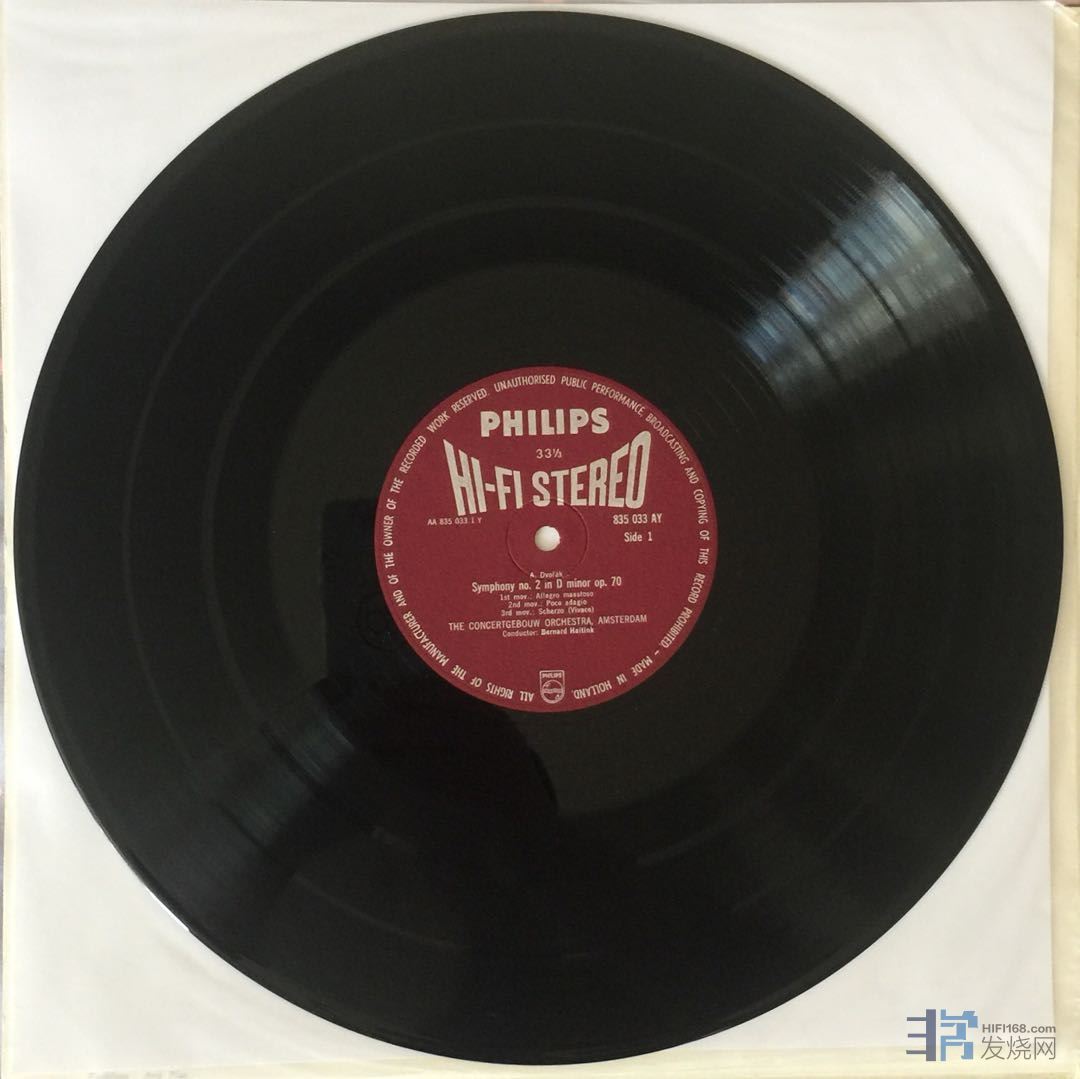 ALL RIGHTS OF THE MANUFACTURER AND OF THE OWNER OF THE RECORDED WORK RESERVED. UNAUTHORISED PUBLIC PERFORMANCE, BROADCASTING AND COPYING OF THIS RECORD PROHIBITED. – MADE IN HOLLAND.
PHILIPS
33⅓
HI-FI STEREO
AA 835 033 1 Y 835 033 AY
Side 1
A. Dvořák
Symphony no. 2 in D minor op. 70
1st mov.: Allegro maestoso
2nd mov.: Poco adagio
3rd mov.: Scherzo (Vivace)
THE CONCERTGEBOUW ORCHESTRA, AMSTERDAM
Conductor: Bernard Haitink
PHILIPS
HIFI168.com
发烧网